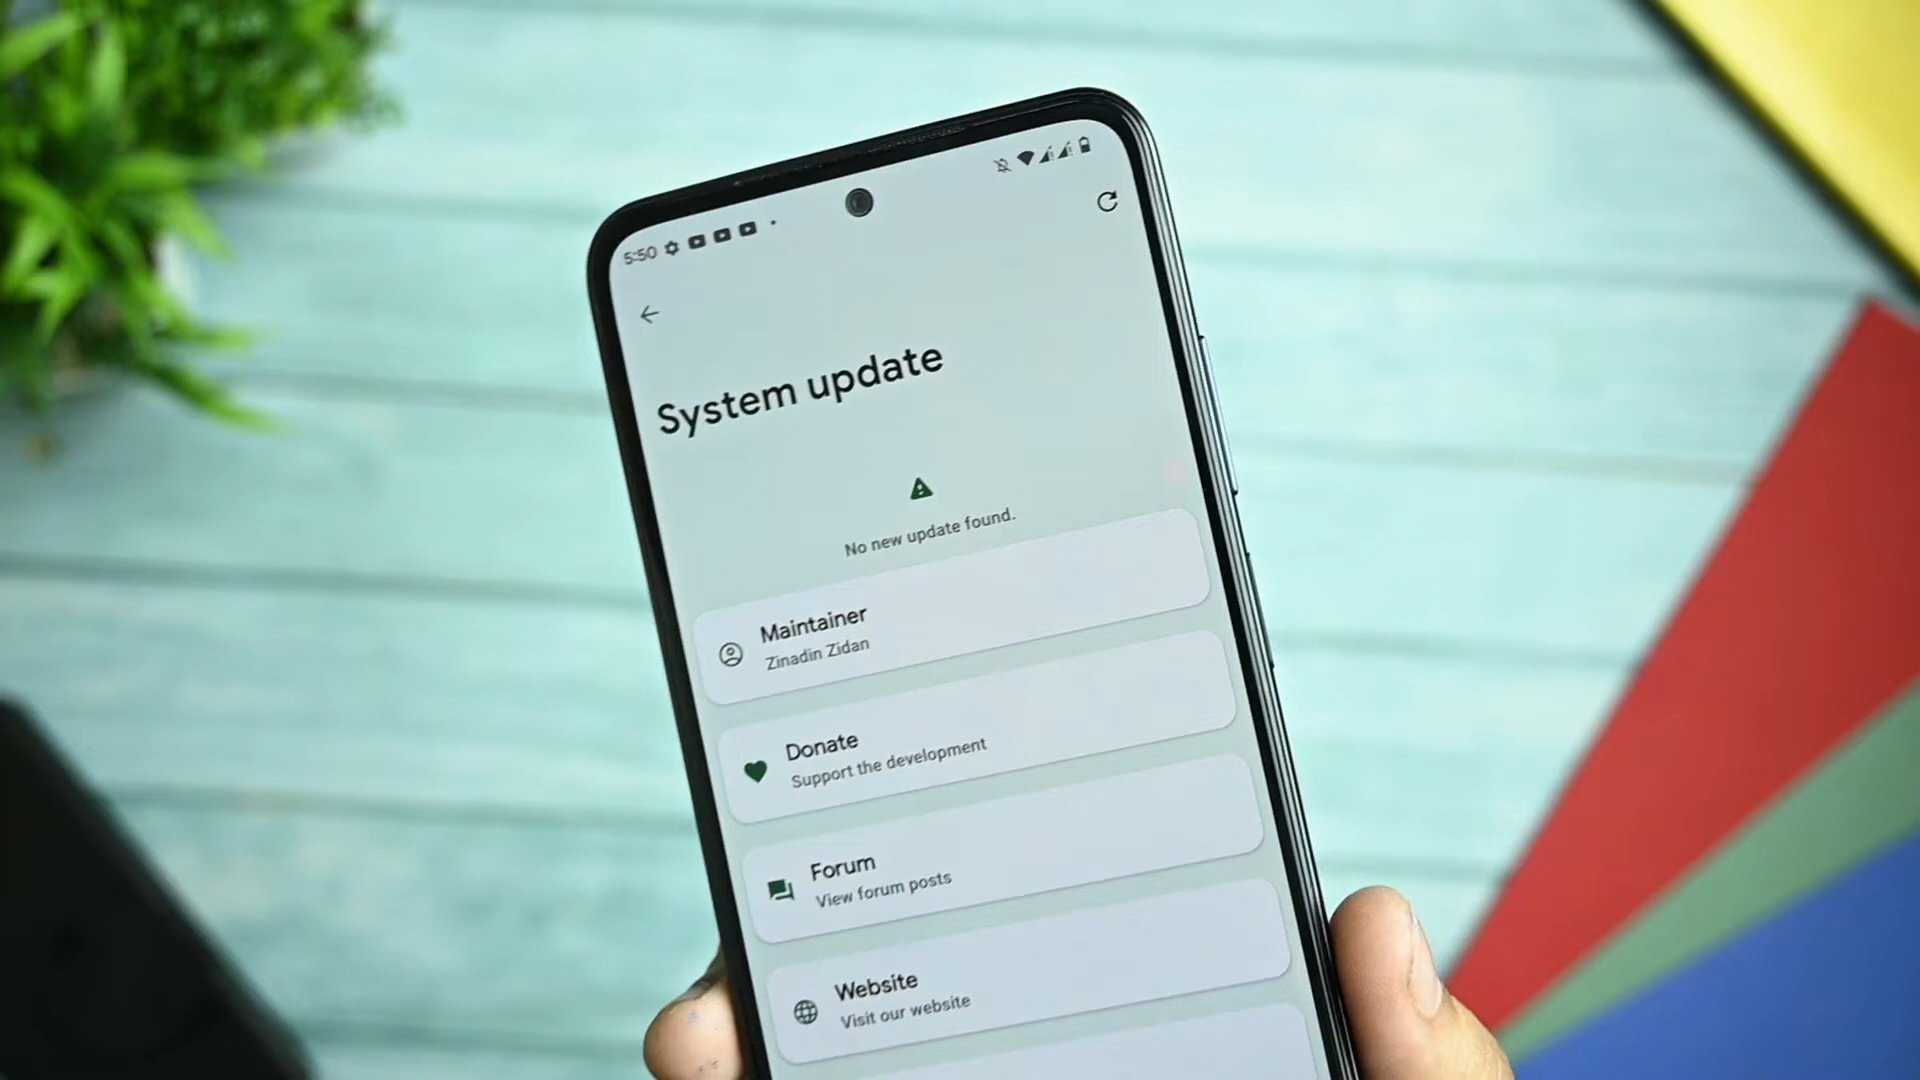 5:50
System update
No new update found.
Maintainer
Zinadin Zidan
Donate
Support the development
Forum
View forum posts
Website
Visit our website